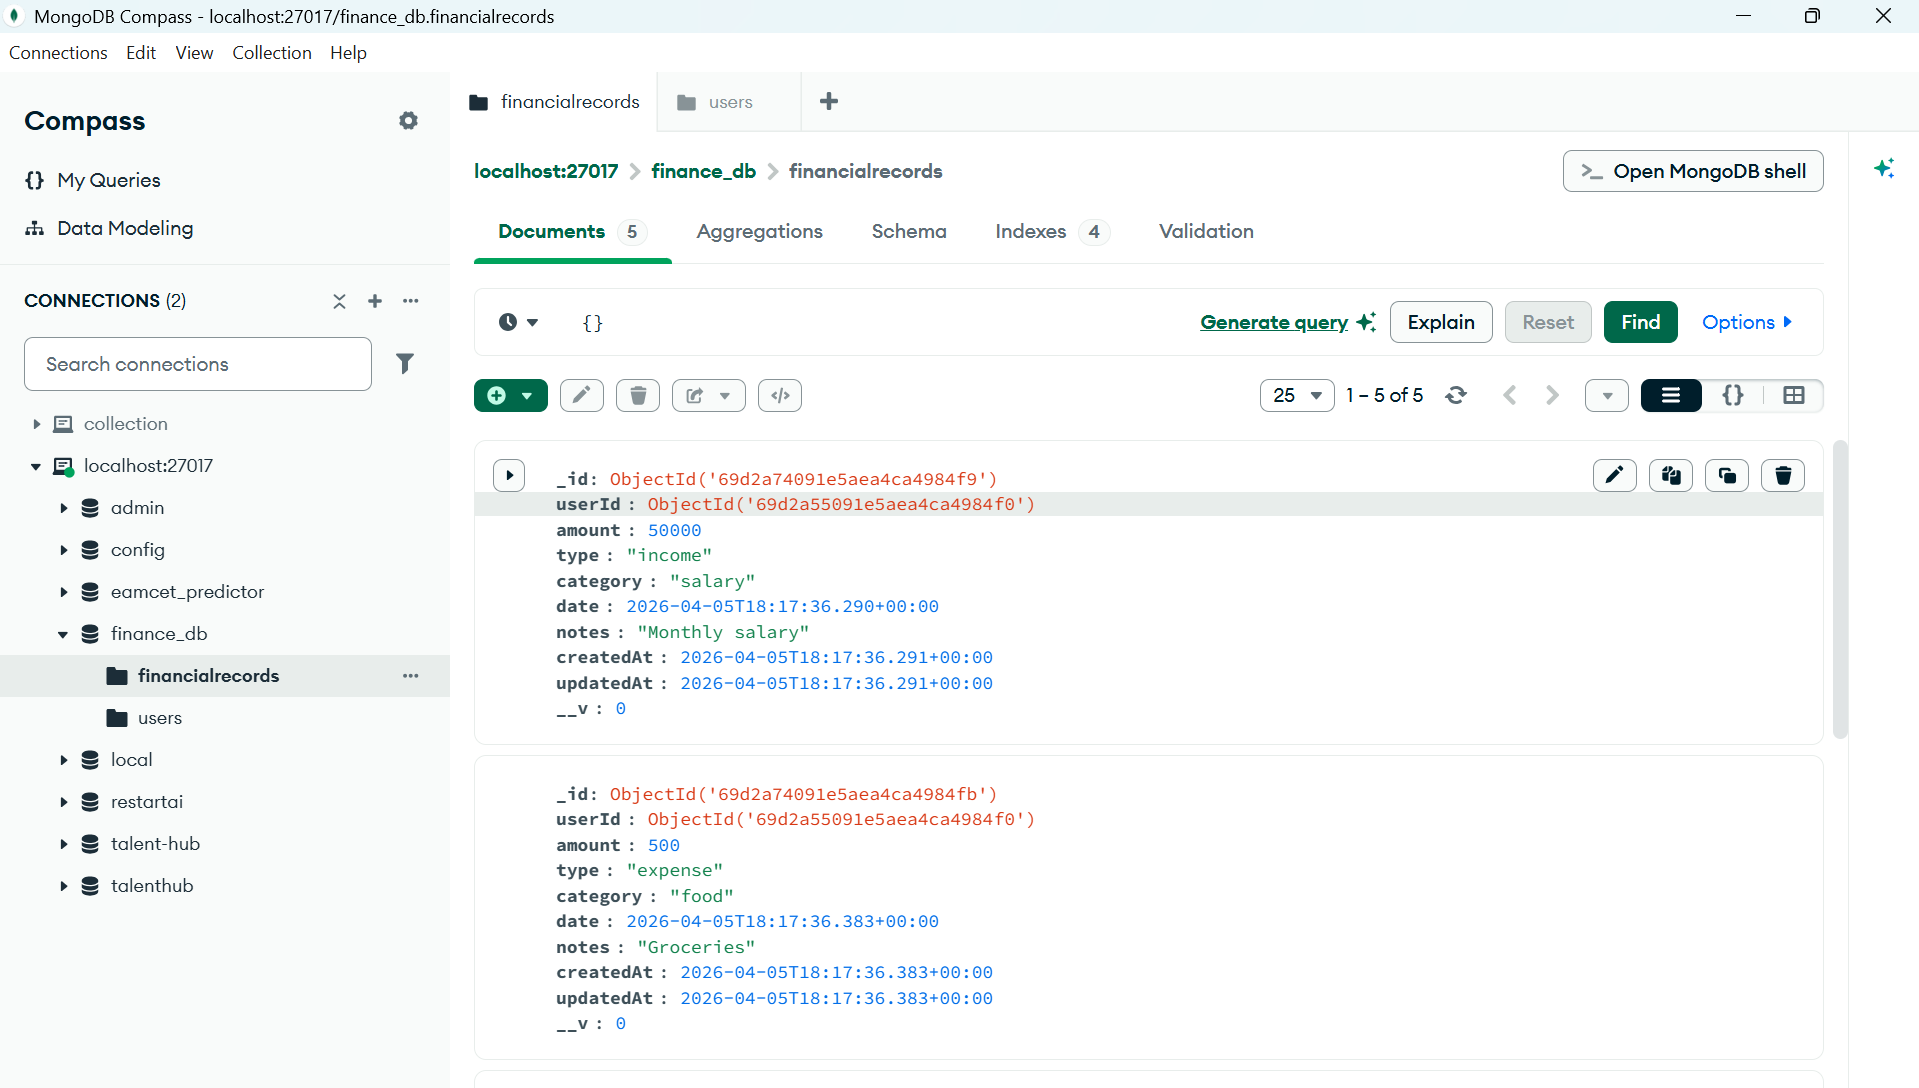 MongoDB Compass - localhost:27017/finance_db.financialrecords
Connections Edit View Collection Help
Compass
My Queries
Data Modeling
CONNECTIONS (2)
Search connections
collection
localhost:27017
admin
config
eamcet_predictor
finance_db
financialrecords
users
local
restartai
talent-hub
talenthub
financialrecords users
localhost:27017 finance_db financialrecords
>_ Open MongoDB shell
Documents 5 Aggregations Schema Indexes 4 Validation
{} Generate query Explain Reset Find Options
25 1 – 5 of 5
_id: ObjectId('69d2a74091e5aea4ca4984f9')
userId : ObjectId('69d2a55091e5aea4ca4984f0')
amount : 50000
type : "income"
category : "salary"
date : 2026-04-05T18:17:36.290+00:00
notes : "Monthly salary"
createdAt : 2026-04-05T18:17:36.291+00:00
updatedAt : 2026-04-05T18:17:36.291+00:00
__v : 0
_id: ObjectId('69d2a74091e5aea4ca4984fb')
userId : ObjectId('69d2a55091e5aea4ca4984f0')
amount : 500
type : "expense"
category : "food"
date : 2026-04-05T18:17:36.383+00:00
notes : "Groceries"
createdAt : 2026-04-05T18:17:36.383+00:00
updatedAt : 2026-04-05T18:17:36.383+00:00
__v : 0